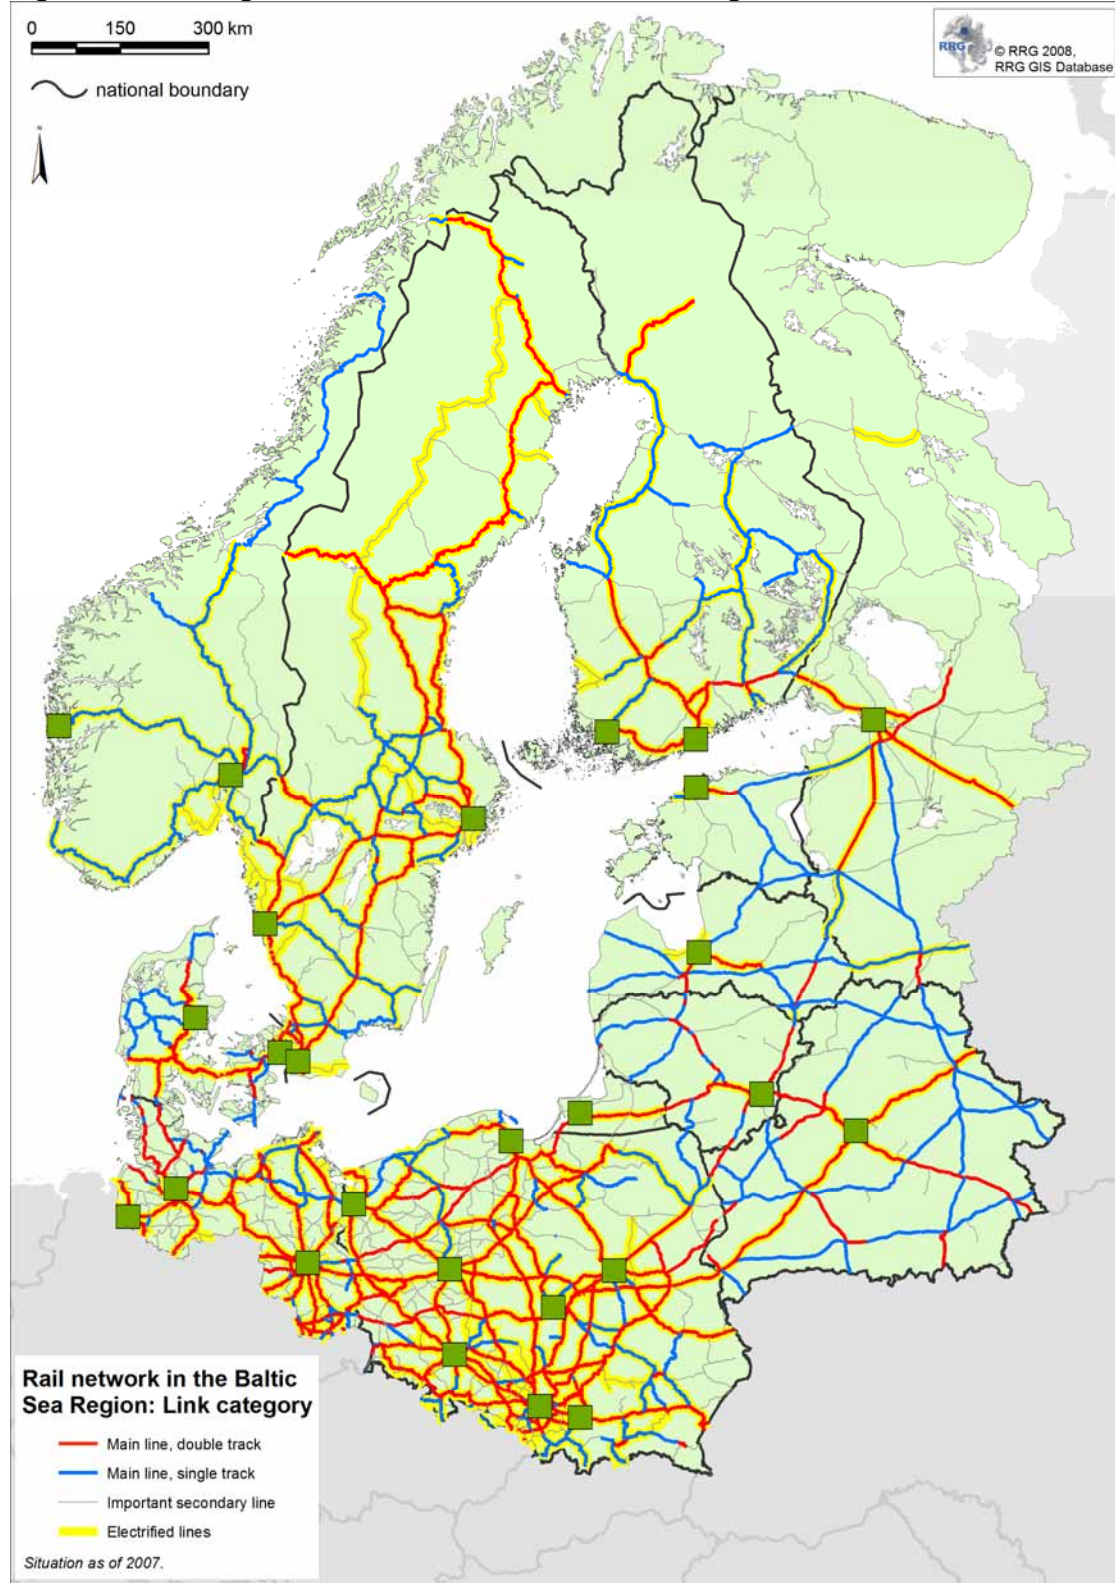 0 150 300 km
national boundary
N
RRG
© RRG 2008,
RRG GIS Database
Rail network in the Baltic
Sea Region: Link category
Main line, double track
Main line, single track
Important secondary line
Electrified lines
Situation as of 2007.